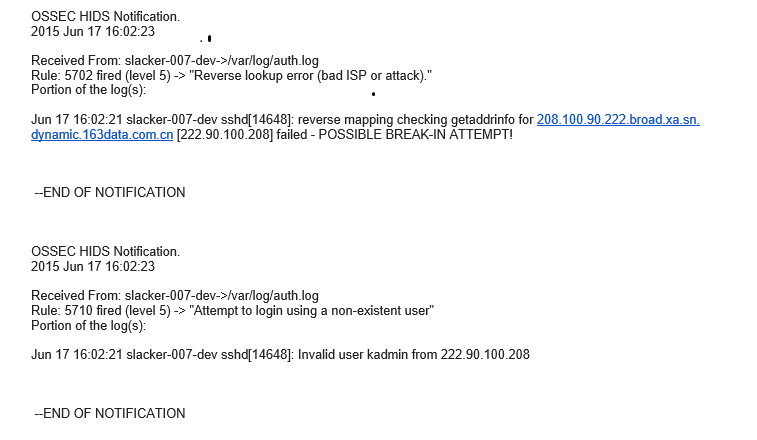 OSSEC HIDS Notification.
2015 Jun 17 16:02:23
Received From: slacker-007-dev->/var/log/auth.log
Rule: 5702 fired (level 5) -> "Reverse lookup error (bad ISP or attack)."
Portion of the log(s):
Jun 17 16:02:21 slacker-007-dev sshd[14648]: reverse mapping checking getaddrinfo for 208.100.90.222.broad.xa.sn.
dynamic.163data.com.cn [222.90.100.208] failed - POSSIBLE BREAK-IN ATTEMPT!
--END OF NOTIFICATION
OSSEC HIDS Notification.
2015 Jun 17 16:02:23
Received From: slacker-007-dev->/var/log/auth.log
Rule: 5710 fired (level 5) -> "Attempt to login using a non-existent user"
Portion of the log(s):
Jun 17 16:02:21 slacker-007-dev sshd[14648]: Invalid user kadmin from 222.90.100.208
--END OF NOTIFICATION